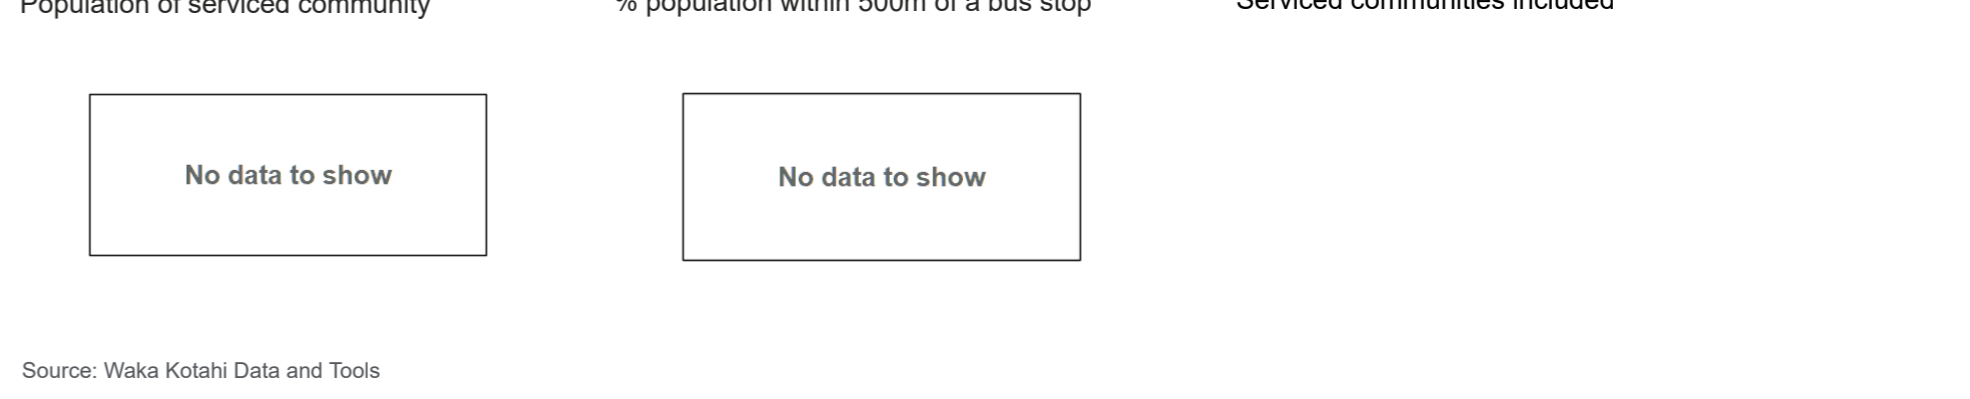 Population of serviced community
% population within 500m of a bus stop
Serviced communities included
No data to show
No data to show
Source: Waka Kotahi Data and Tools